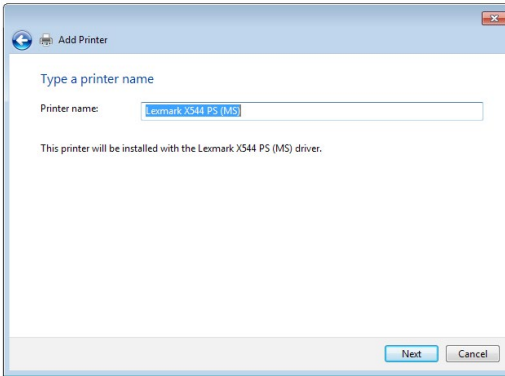 Add Printer
Type a printer name
Printer name: Lexmark X544 PS (MS)
This printer will be installed with the Lexmark X544 PS (MS) driver.
Next Cancel